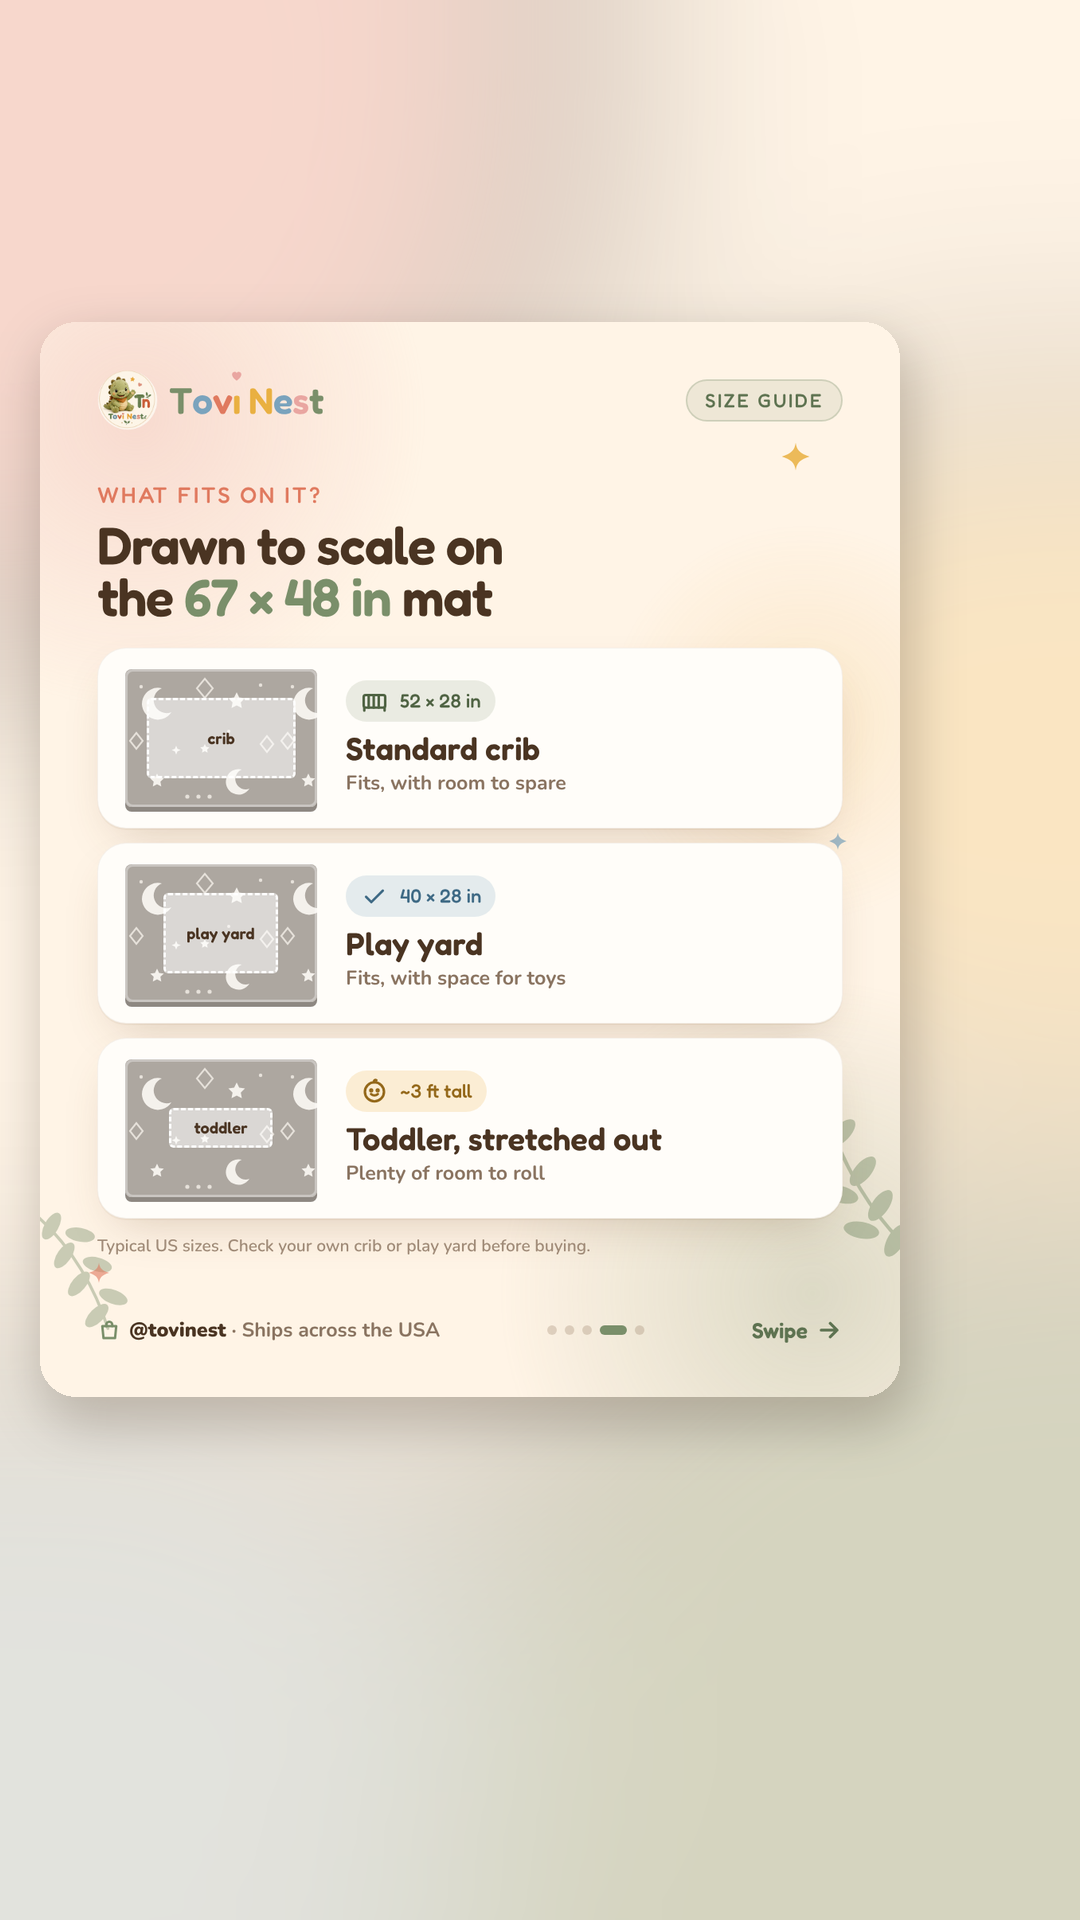 Tn
Tovi Nest
Tovi Nest
SIZE GUIDE
WHAT FITS ON IT?
Drawn to scale on
the 67 × 48 in mat
crib
52 × 28 in
Standard crib
Fits, with room to spare
play yard
40 × 28 in
Play yard
Fits, with space for toys
toddler
~3 ft tall
Toddler, stretched out
Plenty of room to roll
Typical US sizes. Check your own crib or play yard before buying.
@tovinest · Ships across the USA
Swipe →